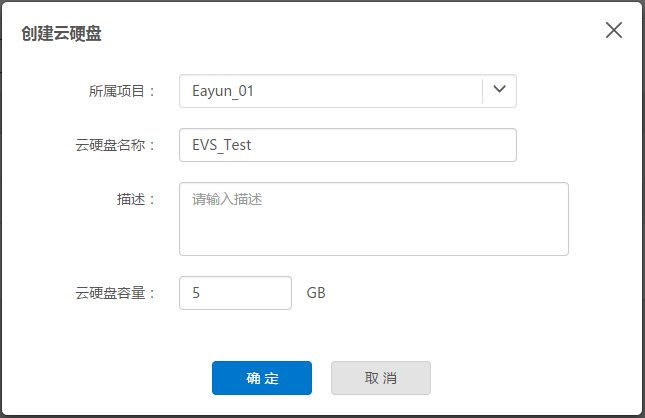 创建云硬盘
所属项目： Eayun_01
云硬盘名称： EVS_Test
描述： 请输入描述
云硬盘容量： 5 GB
确 定 取 消